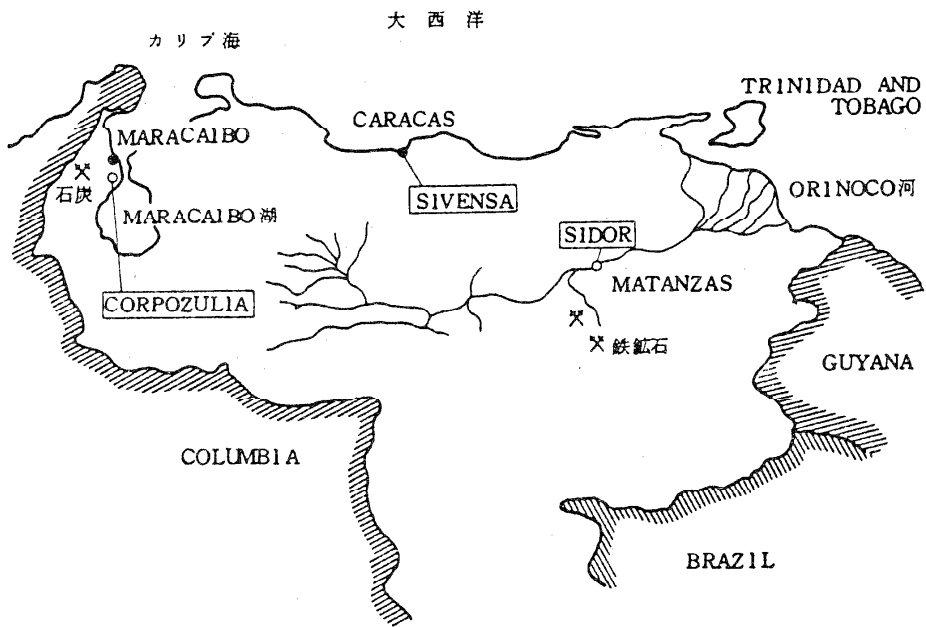 大西洋
カリブ海
TRINIDAD AND
TOBAGO
CARACAS
MARACAIBO
石炭
SIVENSA
ORINOCO河
MARACAIBO湖
SIDOR
MATANZAS
CORPOZULIA
鉄鉱石
GUYANA
COLUMBIA
BRAZIL